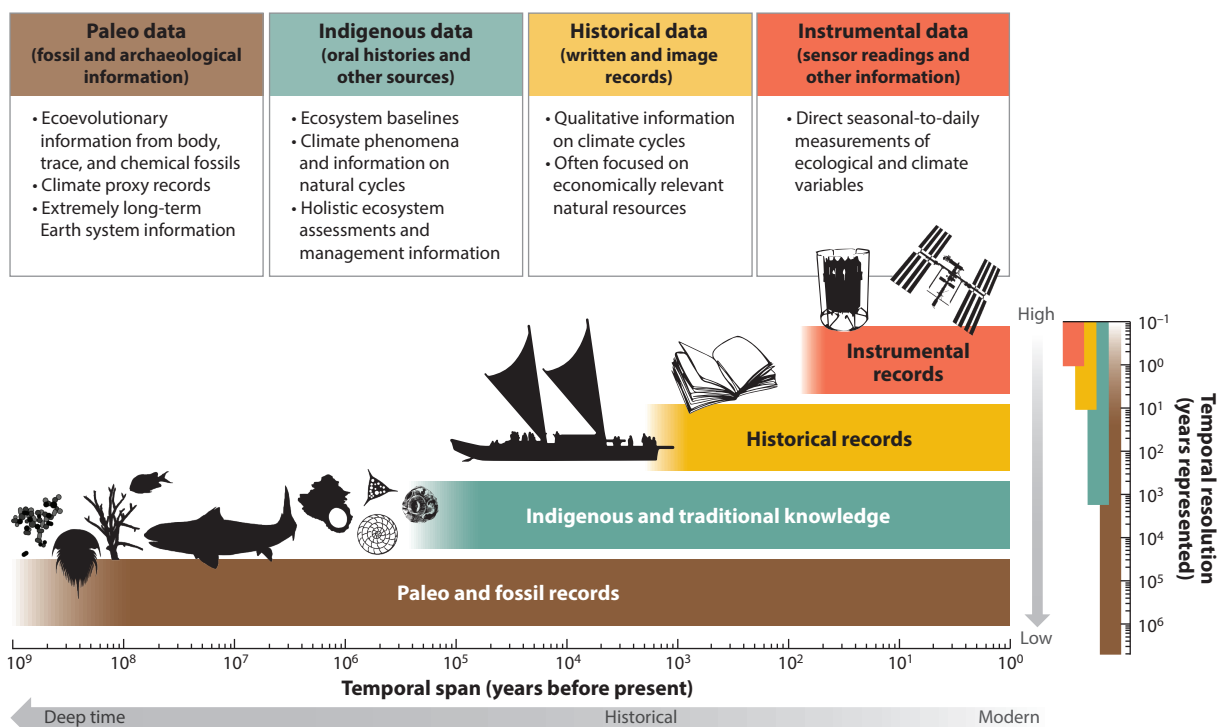 Paleo data
(fossil and archaeological
information)
• Ecoevolutionary
information from body,
trace, and chemical fossils
• Climate proxy records
• Extremely long-term
Earth system information
Indigenous data
(oral histories and
other sources)
• Ecosystem baselines
• Climate phenomena
and information on
natural cycles
• Holistic ecosystem
assessments and
management information
Historical data
(written and image
records)
• Qualitative information
on climate cycles
• Often focused on
economically relevant
natural resources
Instrumental data
(sensor readings and
other information)
• Direct seasonal-to-daily
measurements of
ecological and climate
variables
Instrumental
records
Historical records
Indigenous and traditional knowledge
Paleo and fossil records
10⁹ 10⁸ 10⁷ 10⁶ 10⁵ 10⁴ 10³ 10² 10¹ 10⁰
Temporal span (years before present)
Deep time Historical Modern
High
Low
10⁻¹
10⁰
10¹
10²
10³
10⁴
10⁵
10⁶
Temporal resolution
(years represented)